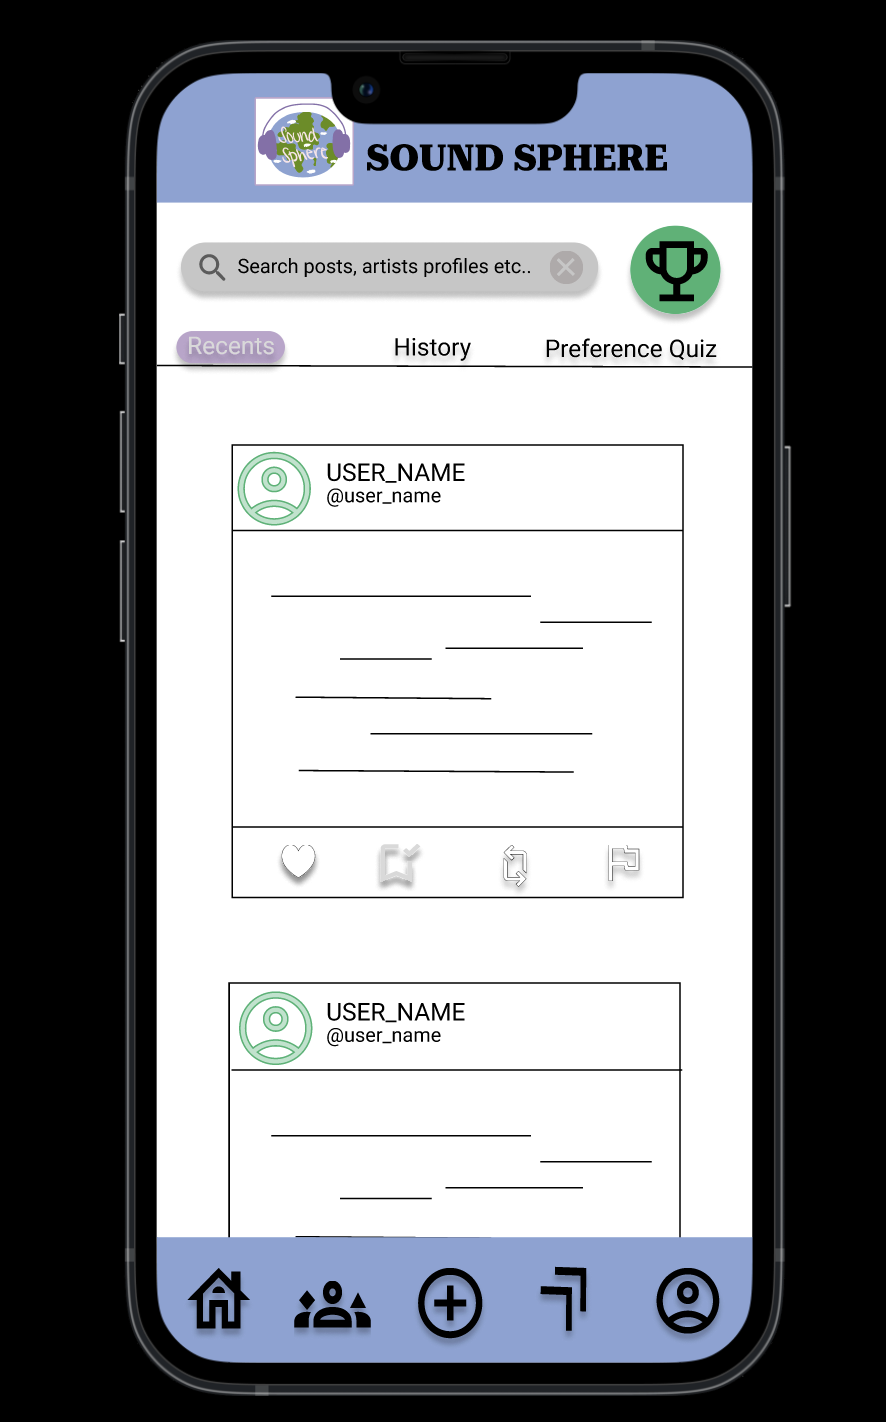 Sound
Sphere
SOUND SPHERE
Search posts, artists profiles etc..
Recents
History
Preference Quiz
USER_NAME
@user_name
USER_NAME
@user_name